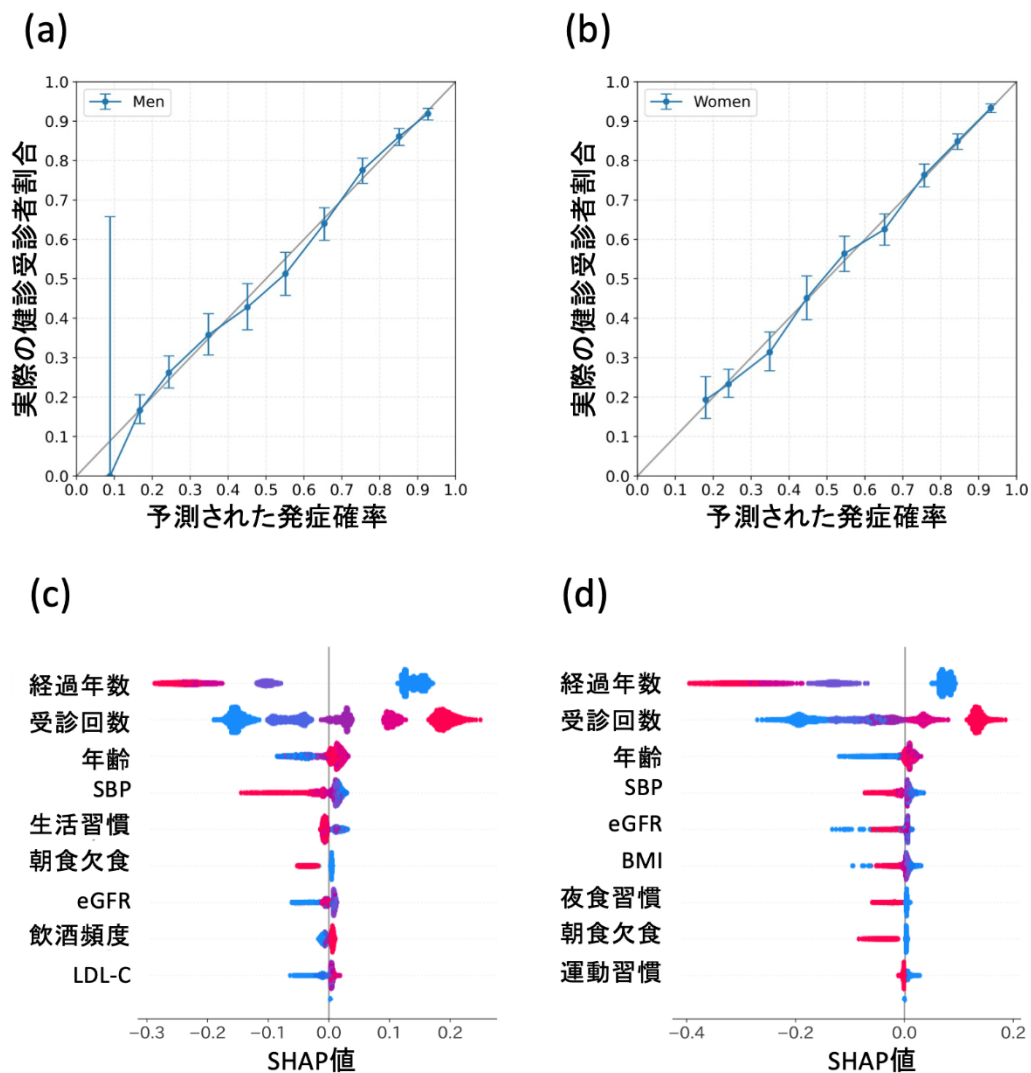 (a)
Men
実際の健診受診者割合
1.0
0.9
0.8
0.7
0.6
0.5
0.4
0.3
0.2
0.1
0.0
0.0 0.1 0.2 0.3 0.4 0.5 0.6 0.7 0.8 0.9 1.0
予測された発症確率
(b)
Women
実際の健診受診者割合
1.0
0.9
0.8
0.7
0.6
0.5
0.4
0.3
0.2
0.1
0.0
0.0 0.1 0.2 0.3 0.4 0.5 0.6 0.7 0.8 0.9 1.0
予測された発症確率
(c)
経過年数
受診回数
年齢
SBP
生活習慣
朝食欠食
eGFR
飲酒頻度
LDL-C
−0.3 −0.2 −0.1 0.0 0.1 0.2
SHAP値
(d)
経過年数
受診回数
年齢
SBP
eGFR
BMI
夜食習慣
朝食欠食
運動習慣
−0.4 −0.2 0.0 0.2
SHAP値